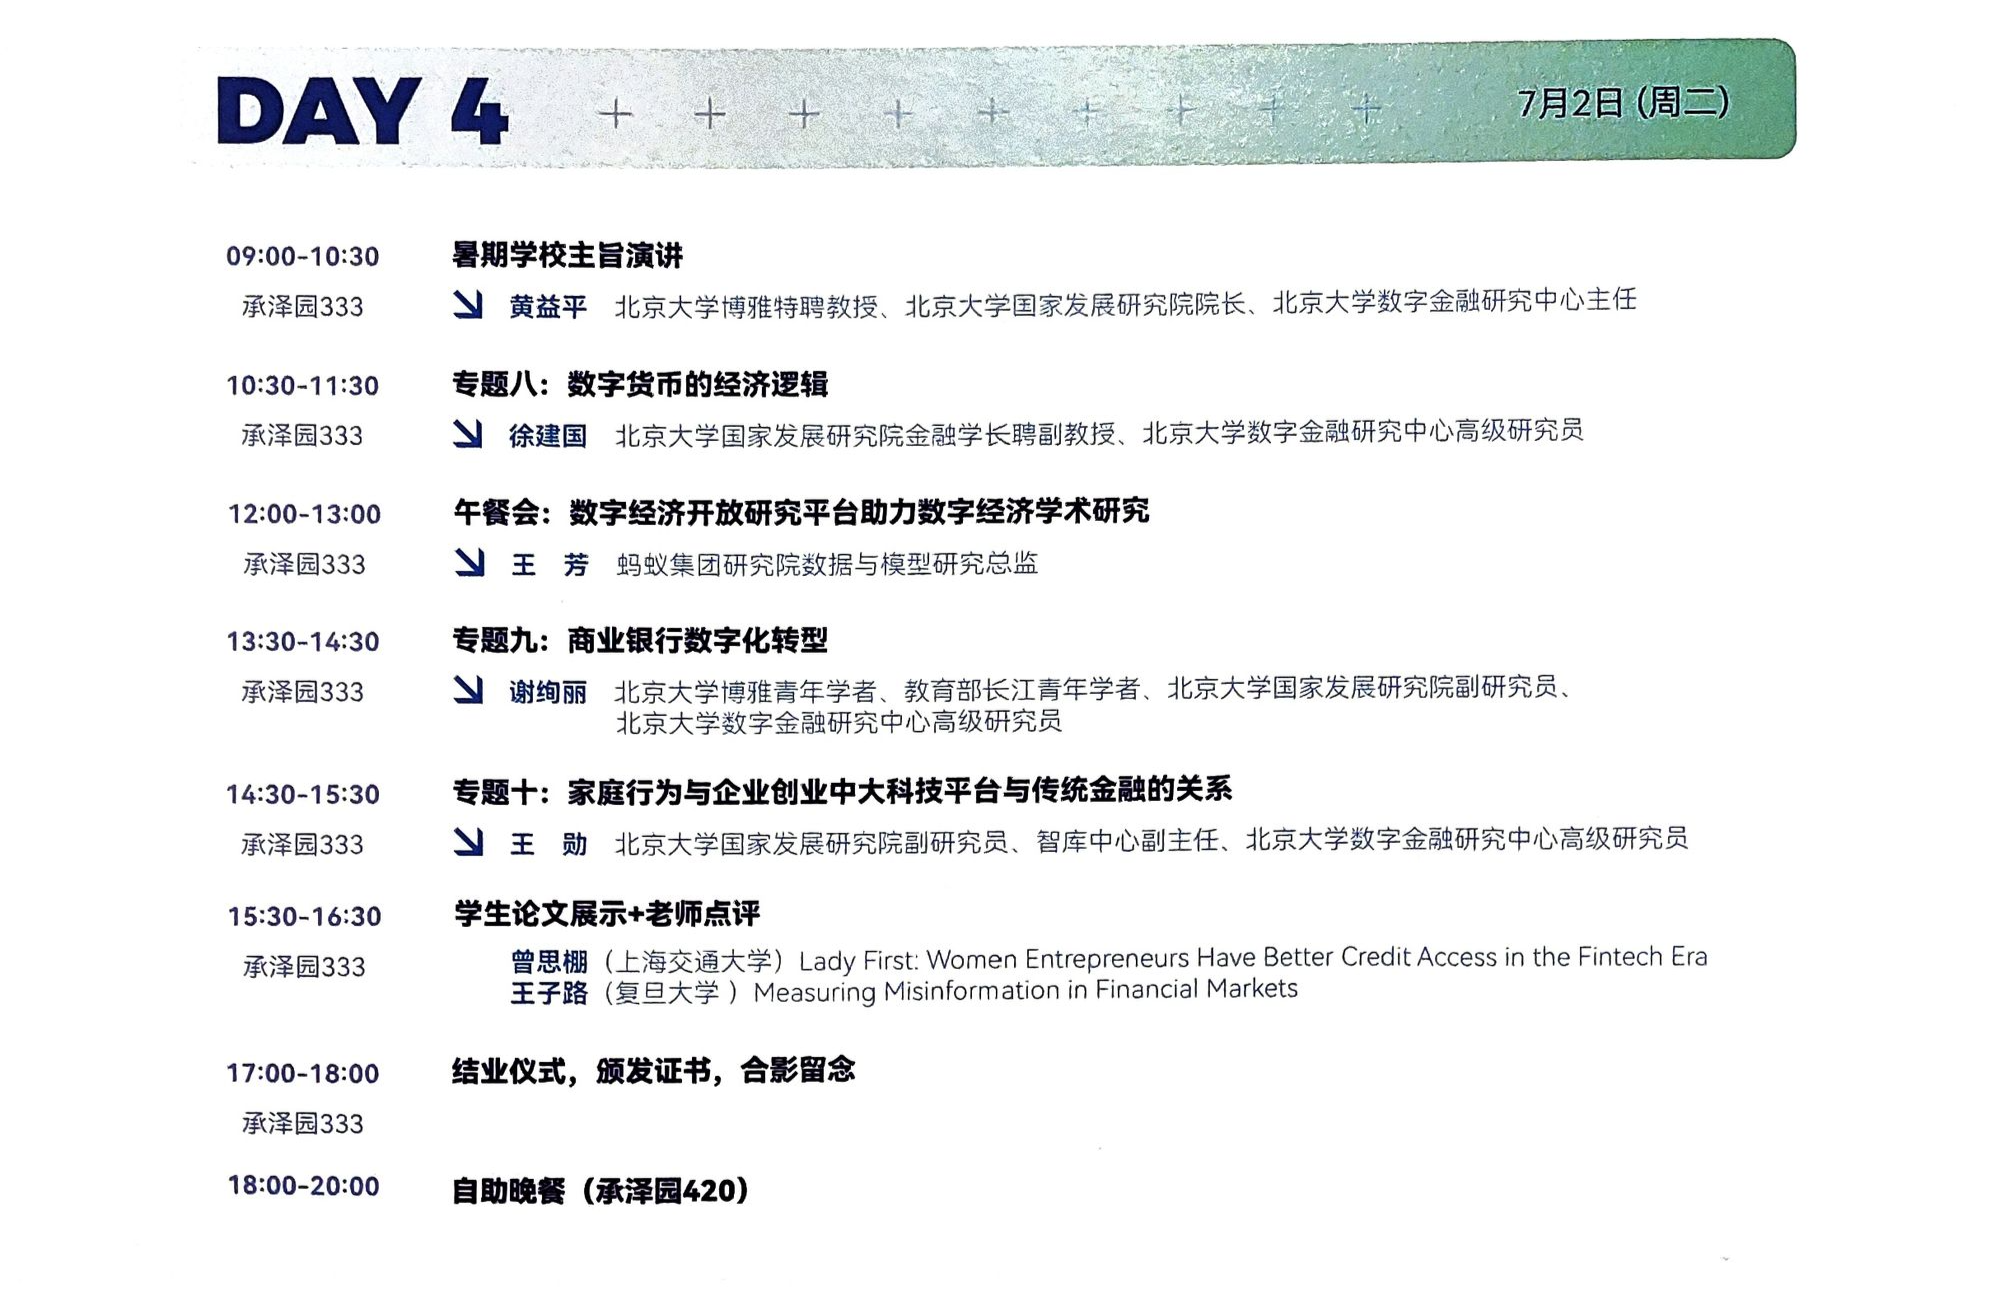 DAY 4
7月2日 (周二)
09:00-10:30
暑期学校主旨演讲
承泽园333
黄益平 北京大学博雅特聘教授、北京大学国家发展研究院院长、北京大学数字金融研究中心主任
10:30-11:30
专题八：数字货币的经济逻辑
承泽园333
徐建国 北京大学国家发展研究院金融学长聘副教授、北京大学数字金融研究中心高级研究员
12:00-13:00
午餐会：数字经济开放研究平台助力数字经济学术研究
承泽园333
王 芳 蚂蚁集团研究院数据与模型研究总监
13:30-14:30
专题九：商业银行数字化转型
承泽园333
谢绚丽 北京大学博雅青年学者、教育部长江青年学者、北京大学国家发展研究院副研究员、
北京大学数字金融研究中心高级研究员
14:30-15:30
专题十：家庭行为与企业创业中大科技平台与传统金融的关系
承泽园333
王 勋 北京大学国家发展研究院副研究员、智库中心副主任、北京大学数字金融研究中心高级研究员
15:30-16:30
学生论文展示+老师点评
承泽园333
曾思棚（上海交通大学）Lady First: Women Entrepreneurs Have Better Credit Access in the Fintech Era
王子路（复旦大学 ）Measuring Misinformation in Financial Markets
17:00-18:00
结业仪式，颁发证书，合影留念
承泽园333
18:00-20:00
自助晚餐（承泽园420）